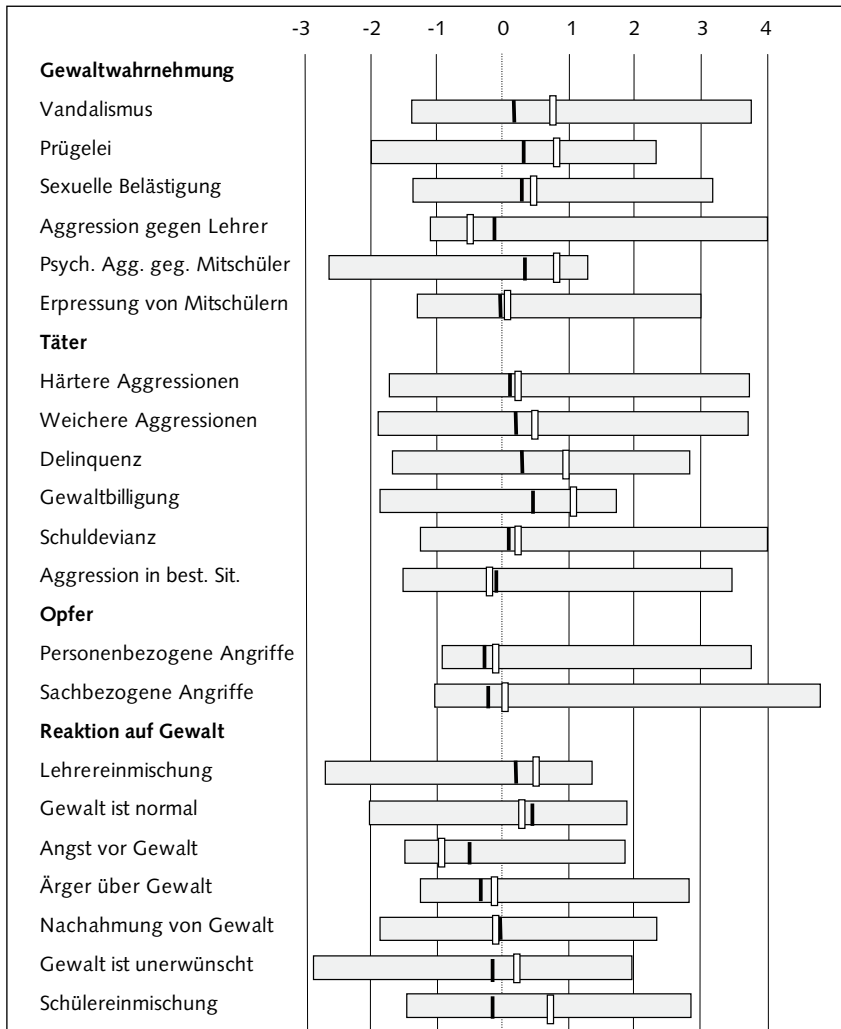 -3 -2 -1 0 1 2 3 4
Gewaltwahrnehmung
Vandalismus
Prügelei
Sexuelle Belästigung
Aggression gegen Lehrer
Psych. Agg. geg. Mitschüler
Erpressung von Mitschülern
Täter
Härtere Aggressionen
Weichere Aggressionen
Delinquenz
Gewaltbilligung
Schuldevianz
Aggression in best. Sit.
Opfer
Personenbezogene Angriffe
Sachbezogene Angriffe
Reaktion auf Gewalt
Lehrereinmischung
Gewalt ist normal
Angst vor Gewalt
Ärger über Gewalt
Nachahmung von Gewalt
Gewalt ist unerwünscht
Schülereinmischung